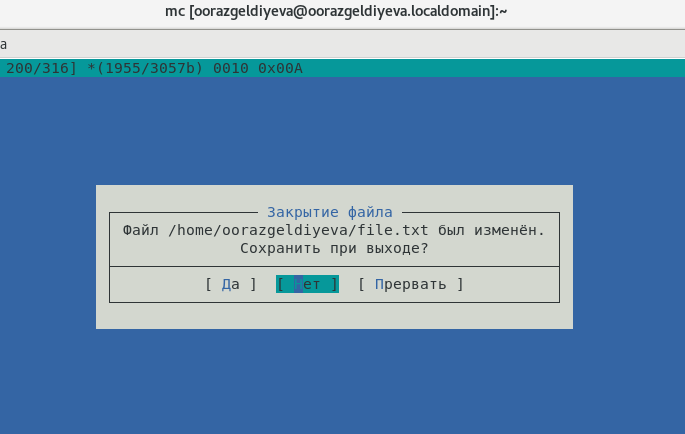 mc [oorazgeldiyeva@oorazgeldiyeva.localdomain]:~
а
200/316] *(1955/3057b) 0010 0x00A
Закрытие файла
Файл /home/oorazgeldiyeva/file.txt был изменён.
Сохранить при выходе?
[ Да ] [ Нет ] [ Прервать ]